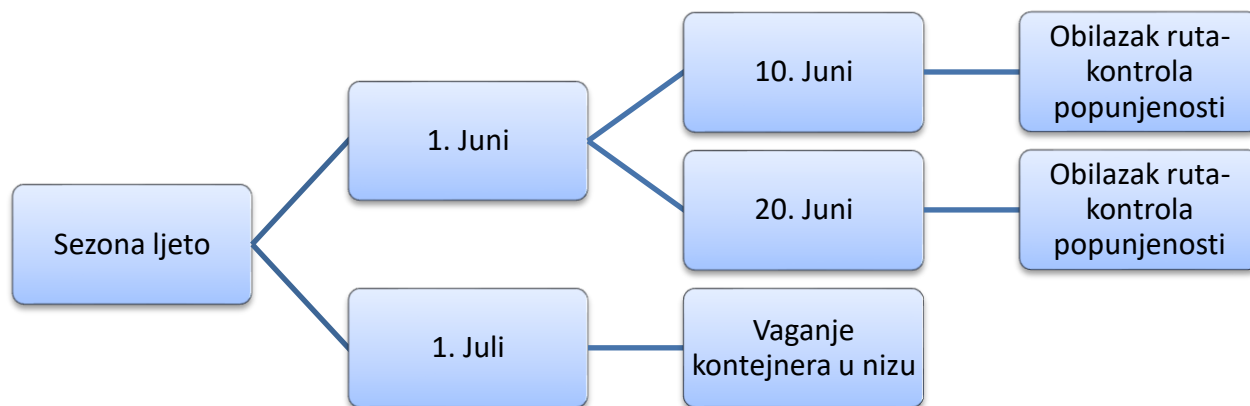 Sezona ljeto
1. Juni
10. Juni
Obilazak ruta-
kontrola
popunjenosti
20. Juni
Obilazak ruta-
kontrola
popunjenosti
1. Juli
Vaganje
kontejnera u nizu